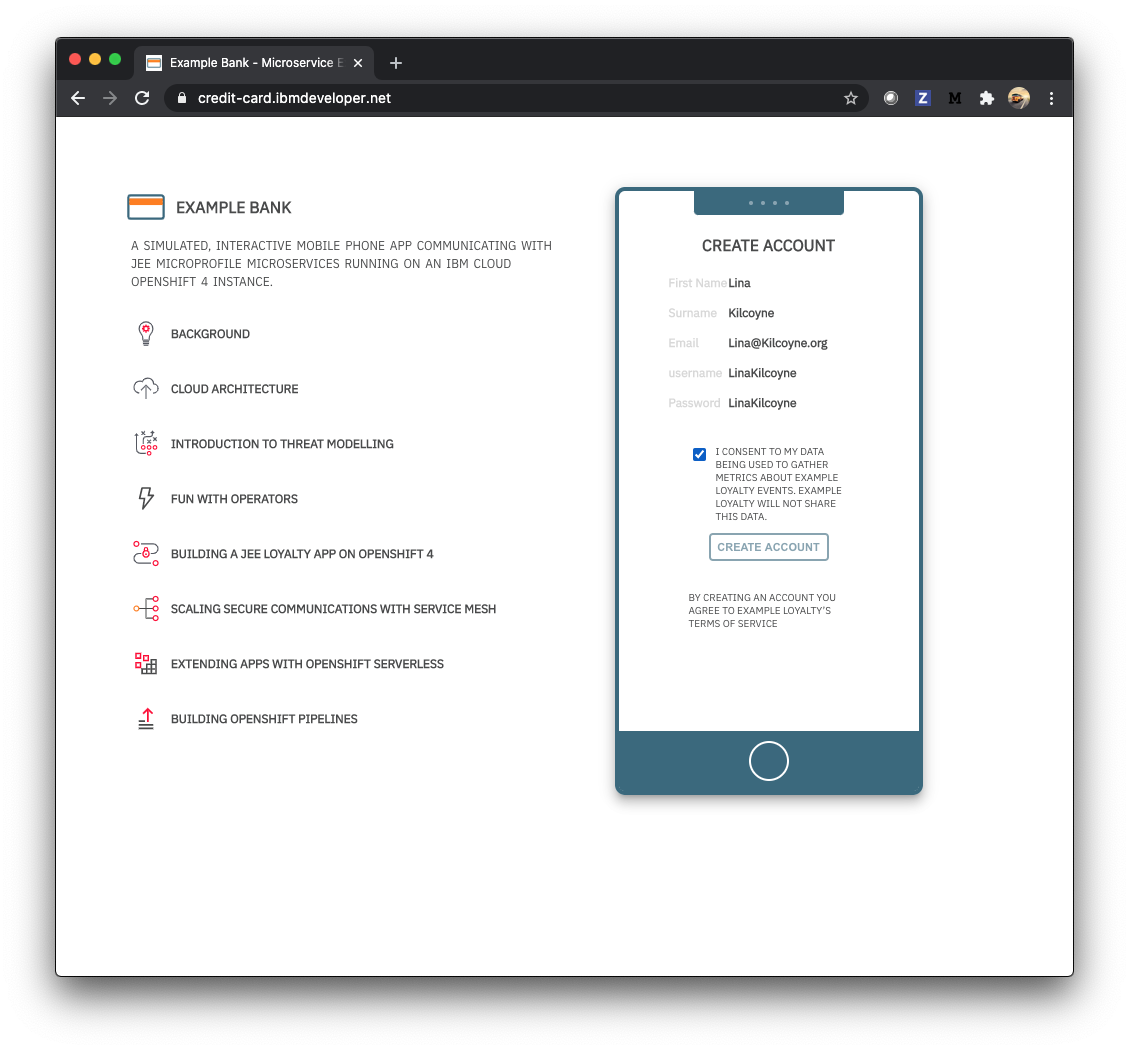 Example Bank - Microservice E
credit-card.ibmdeveloper.net
Z
M
EXAMPLE BANK
A SIMULATED, INTERACTIVE MOBILE PHONE APP COMMUNICATING WITH
JEE MICROPROFILE MICROSERVICES RUNNING ON AN IBM CLOUD
OPENSHIFT 4 INSTANCE.
BACKGROUND
CLOUD ARCHITECTURE
INTRODUCTION TO THREAT MODELLING
FUN WITH OPERATORS
BUILDING A JEE LOYALTY APP ON OPENSHIFT 4
SCALING SECURE COMMUNICATIONS WITH SERVICE MESH
EXTENDING APPS WITH OPENSHIFT SERVERLESS
BUILDING OPENSHIFT PIPELINES
CREATE ACCOUNT
First Name Lina
Surname Kilcoyne
Email Lina@Kilcoyne.org
username LinaKilcoyne
Password LinaKilcoyne
I CONSENT TO MY DATA
BEING USED TO GATHER
METRICS ABOUT EXAMPLE
LOYALTY EVENTS. EXAMPLE
LOYALTY WILL NOT SHARE
THIS DATA.
CREATE ACCOUNT
BY CREATING AN ACCOUNT YOU
AGREE TO EXAMPLE LOYALTY'S
TERMS OF SERVICE